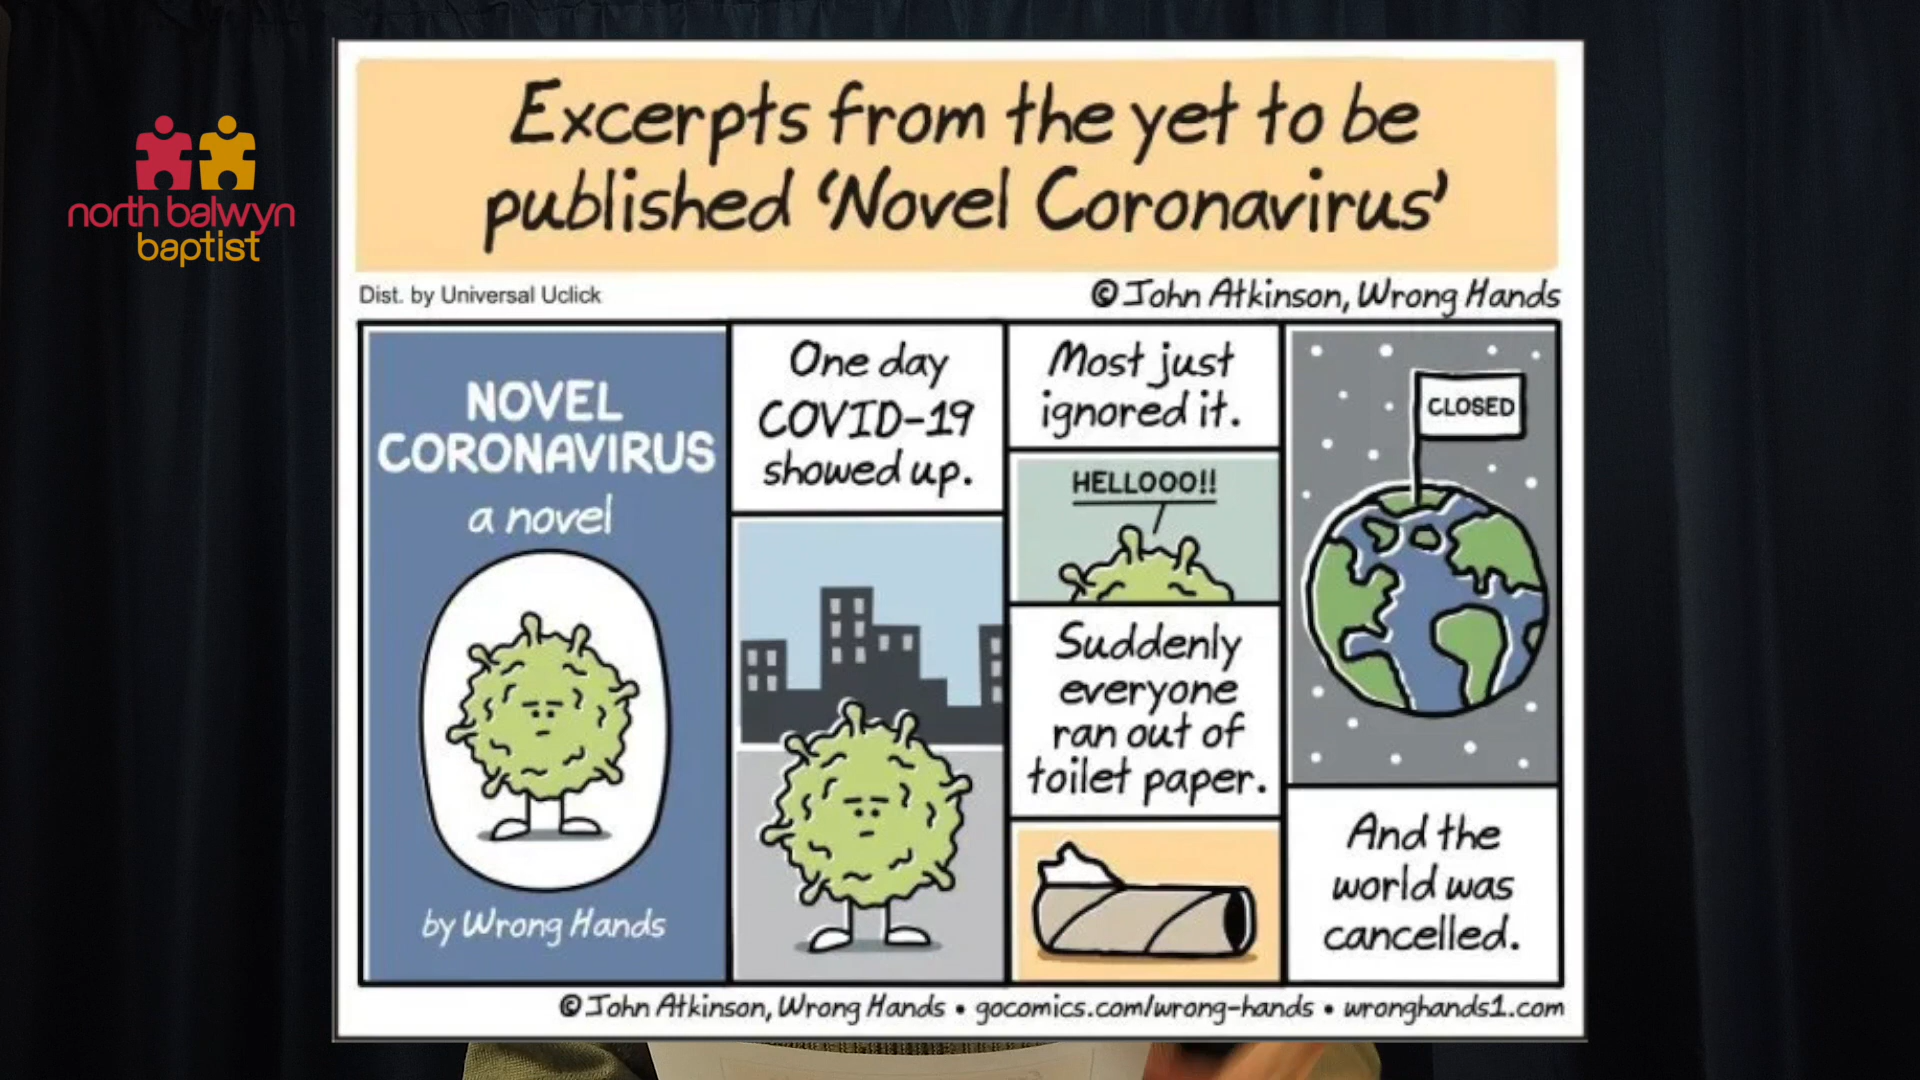 north balwyn
baptist
Excerpts from the yet to be
published ‘Novel Coronavirus’
Dist. by Universal Uclick
© John Atkinson, Wrong Hands
NOVEL
CORONAVIRUS
a novel
by Wrong Hands
One day
COVID-19
showed up.
Most just
ignored it.
HELLOOO!!
Suddenly
everyone
ran out of
toilet paper.
CLOSED
And the
world was
cancelled.
© John Atkinson, Wrong Hands • gocomics.com/wrong-hands • wronghands1.com